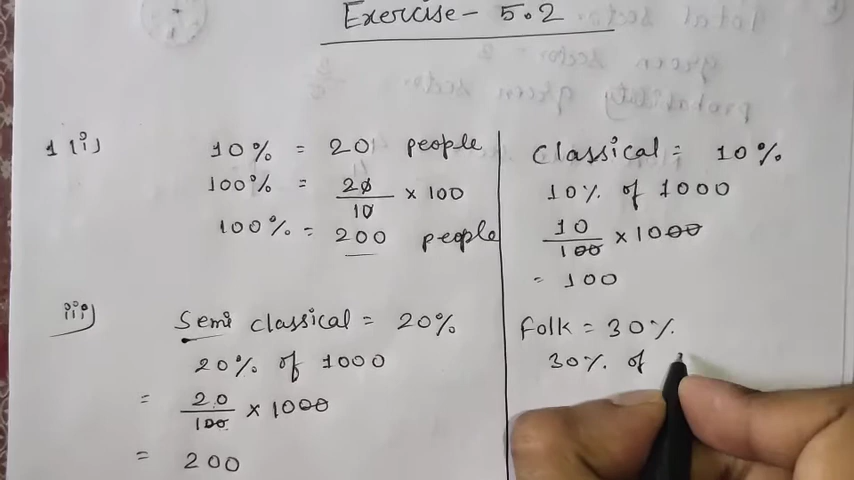 Exercise - 5.2
1 (i)
10% = 20 people
100% = 20/10 × 100
100% = 200 people
iii)
Semi classical = 20%
20% of 1000
= 20/100 × 1000
= 200
Classical = 10%
10% of 1000
10/100 × 1000
= 100
Folk = 30%.
30% of